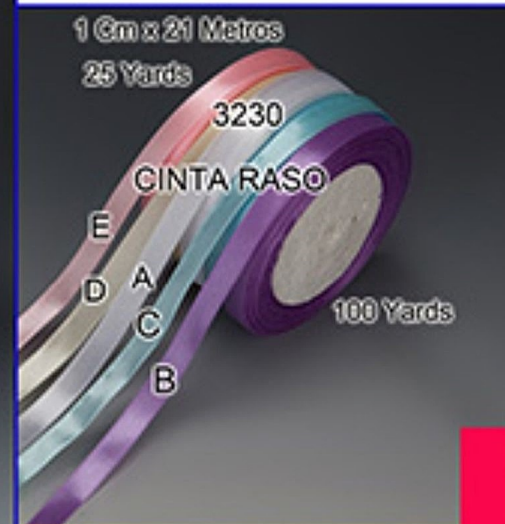 1 Cm x 21 Metros
25 Yards
3230
CINTA RASO
E
D
A
C
B
100 Yards